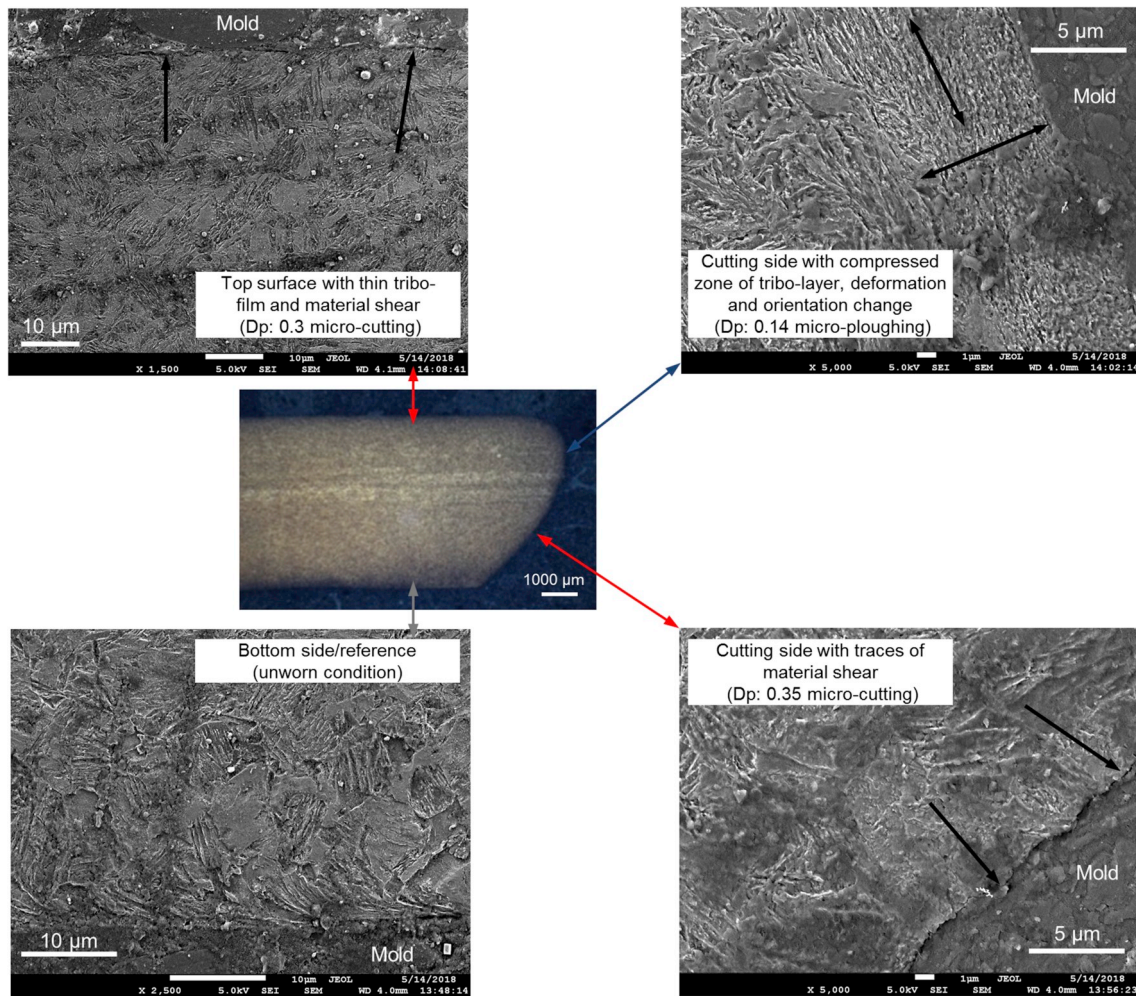 Mold
Top surface with thin tribo-
film and material shear
(Dp: 0.3 micro-cutting)
10 µm
10µm JEOL 5/14/2018
X 1,500 5.0kV SEI SEM WD 4.1mm 14:08:41
5 µm
Mold
Cutting side with compressed
zone of tribo-layer, deformation
and orientation change
(Dp: 0.14 micro-ploughing)
1µm JEOL 5/14/2018
X 5,000 5.0kV SEI SEM WD 4.0mm 14:02:14
1000 µm
Bottom side/reference
(unworn condition)
10 µm
Mold
10µm JEOL 5/14/2018
X 2,500 5.0kV SEI SEM WD 4.0mm 13:48:14
Cutting side with traces of
material shear
(Dp: 0.35 micro-cutting)
Mold
5 µm
1µm JEOL 5/14/2018
X 5,000 5.0kV SEI SEM WD 4.0mm 13:56:23